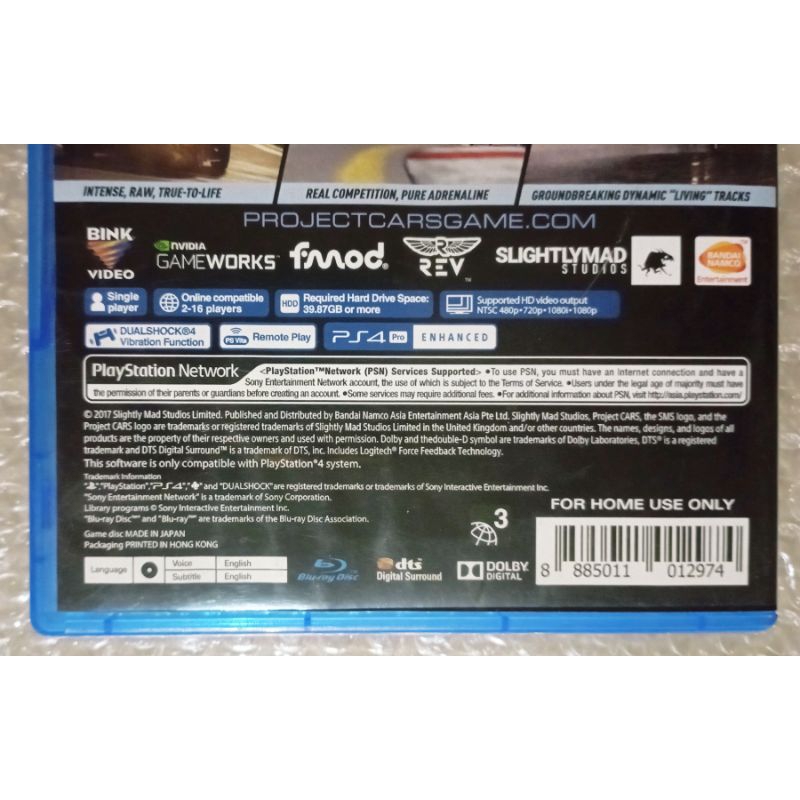 INTENSE, RAW, TRUE-TO-LIFE
REAL COMPETITION, PURE ADRENALINE
GROUNDBREAKING DYNAMIC "LIVING" TRACKS
PROJECTCARSGAME.COM
BINK
VIDEO
NVIDIA
GAMEWORKS™
fmod®
REV™
SLIGHTLYMAD
STUDIOS
BANDAI
NAMCO
Entertainment
Single
player
Online compatible
2-16 players
HDD
Required Hard Drive Space:
39.87GB or more
Supported HD video output
NTSC 480p•720p•1080i•1080p
DUALSHOCK®4
Vibration Function
PS Vita
Remote Play
PS4 Pro ENHANCED
PlayStation Network
<PlayStation™Network (PSN) Services Supported> •To use PSN, you must have an Internet connection and have a
Sony Entertainment Network account, the use of which is subject to the Terms of Service. •Users under the legal age of majority must have
the permission of their parents or guardians before creating an account. •Some services may require additional fees. •For additional information about PSN, visit http://asia.playstation.com/
© 2017 Slightly Mad Studios Limited. Published and Distributed by Bandai Namco Asia Entertainment Asia Pte Ltd. Slightly Mad Studios, Project CARS, the SMS logo, and the
Project CARS logo are trademarks or registered trademarks of Slightly Mad Studios Limited in the United Kingdom and/or other countries. The names, designs, and logos of all
products are the property of their respective owners and used with permission. Dolby and thedouble-D symbol are trademarks of Dolby Laboratories, DTS® is a registered
trademark and DTS Digital Surround™ is a trademark of DTS, inc. Includes Logitech® Force Feedback Technology.
This software is only compatible with PlayStation®4 system.
Trademark Information
"PlayStation", "PS4", and "DUALSHOCK" are registered trademarks or trademarks of Sony Interactive Entertainment Inc.
"Sony Entertainment Network" is a trademark of Sony Corporation.
Library programs © Sony Interactive Entertainment Inc.
"Blu-ray Disc™" and "Blu-ray™" are trademarks of the Blu-ray Disc Association.
Game disc MADE IN JAPAN
Packaging PRINTED IN HONG KONG
3
FOR HOME USE ONLY
Language
Voice English
Subtitle English
Blu-ray Disc
dts
Digital Surround
DOLBY
DIGITAL
8 885011 012974